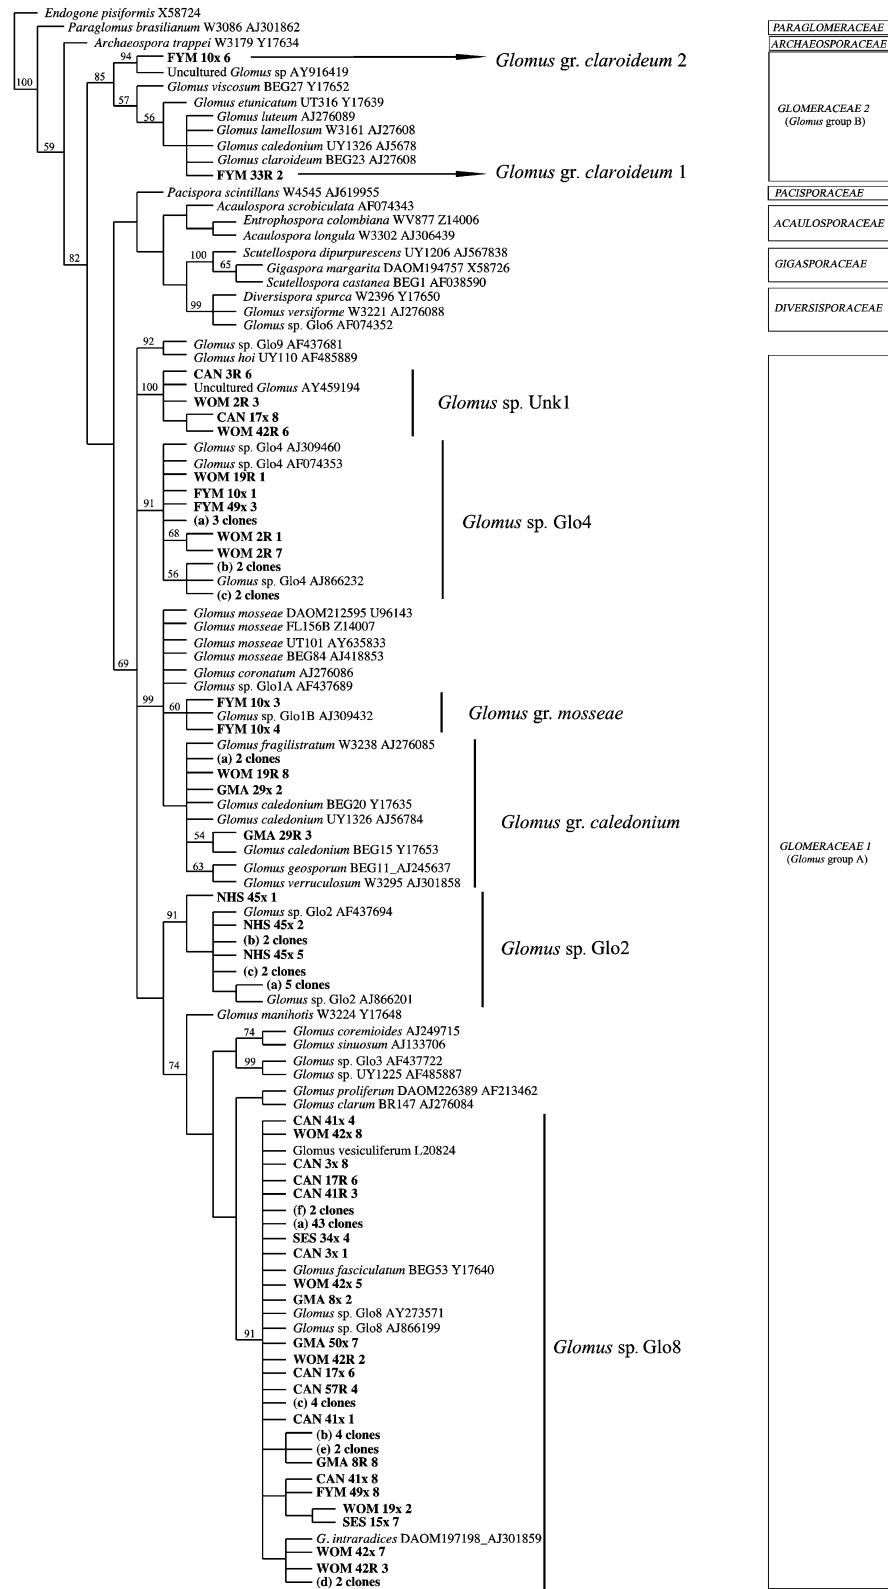 Endogone pisiformis X58724
Paraglomus brasilianum W3086 AJ301862
PARAGLOMERACEAE
Archaeospora trappei W3179 Y17634
ARCHAEOSPORACEAE
94
FYM 10x 6
Glomus gr. claroideum 2
Uncultured Glomus sp AY916419
85
100
Glomus viscosum BEG27 Y17652
57
Glomus etunicatum UT316 Y17639
GLOMERACEAE 2
(Glomus group B)
56
Glomus luteum AJ276089
Glomus lamellosum W3161 AJ27608
59
Glomus caledonium UY1326 AJ5678
Glomus claroideum BEG23 AJ27608
FYM 33R 2
Glomus gr. claroideum 1
Pacispora scintillans W4545 AJ619955
PACISPORACEAE
Acaulospora scrobiculata AF074343
Entrophospora colombiana WV877 Z14006
ACAULOSPORACEAE
Acaulospora longula W3302 AJ306439
82
100
Scutellospora dipurpurescens UY1206 AJ567838
65
Gigaspora margarita DAOM194757 X58726
GIGASPORACEAE
Scutellospora castanea BEG1 AF038590
99
Diversispora spurca W2396 Y17650
Glomus versiforme W3221 AJ276088
DIVERSISPORACEAE
Glomus sp. Glo6 AF074352
92
Glomus sp. Glo9 AF437681
Glomus hoi UY110 AF485889
CAN 3R 6
100
Uncultured Glomus AY459194
WOM 2R 3
Glomus sp. Unk1
CAN 17x 8
WOM 42R 6
Glomus sp. Glo4 AJ309460
Glomus sp. Glo4 AF074353
WOM 19R 1
FYM 10x 1
91
FYM 49x 3
(a) 3 clones
Glomus sp. Glo4
68
WOM 2R 1
WOM 2R 7
56
(b) 2 clones
Glomus sp. Glo4 AJ866232
(c) 2 clones
Glomus mosseae DAOM212595 U96143
Glomus mosseae FL156B Z14007
Glomus mosseae UT101 AY635833
Glomus mosseae BEG84 AJ418853
69
Glomus coronatum AJ276086
Glomus sp. Glo1A AF437689
99
60
FYM 10x 3
Glomus sp. Glo1B AJ309432
Glomus gr. mosseae
FYM 10x 4
Glomus fragilistratum W3238 AJ276085
(a) 2 clones
WOM 19R 8
GMA 29x 2
Glomus caledonium BEG20 Y17635
Glomus caledonium UY1326 AJ56784
Glomus gr. caledonium
54
GMA 29R 3
Glomus caledonium BEG15 Y17653
GLOMERACEAE 1
(Glomus group A)
63
Glomus geosporum BEG11_AJ245637
Glomus verruculosum W3295 AJ301858
NHS 45x 1
91
Glomus sp. Glo2 AF437694
NHS 45x 2
(b) 2 clones
Glomus sp. Glo2
NHS 45x 5
(c) 2 clones
(a) 5 clones
Glomus sp. Glo2 AJ866201
Glomus manihotis W3224 Y17648
74
74
Glomus coremioides AJ249715
Glomus sinuosum AJ133706
99
Glomus sp. Glo3 AF437722
Glomus sp. UY1225 AF485887
Glomus proliferum DAOM226389 AF213462
Glomus clarum BR147 AJ276084
CAN 41x 4
WOM 42x 8
Glomus vesiculiferum L20824
CAN 3x 8
CAN 17R 6
CAN 41R 3
(f) 2 clones
(a) 43 clones
SES 34x 4
CAN 3x 1
Glomus fasciculatum BEG53 Y17640
WOM 42x 5
GMA 8x 2
Glomus sp. Glo8 AY273571
Glomus sp. Glo8 AJ866199
91
GMA 50x 7
Glomus sp. Glo8
WOM 42R 2
CAN 17x 6
CAN 57R 4
(c) 4 clones
CAN 41x 1
(b) 4 clones
(e) 2 clones
GMA 8R 8
CAN 41x 8
FYM 49x 8
WOM 19x 2
SES 15x 7
G. intraradices DAOM197198_AJ301859
WOM 42x 7
WOM 42R 3
(d) 2 clones